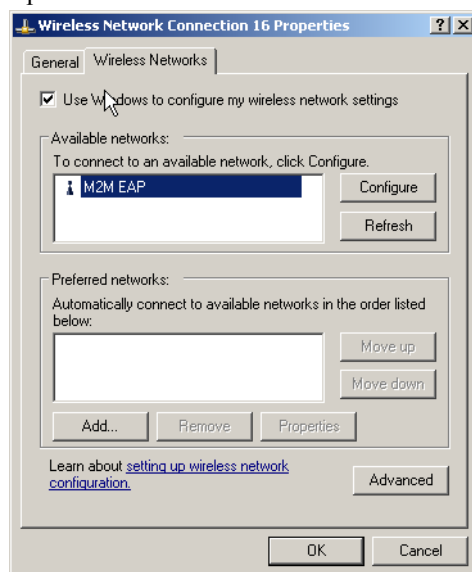 Wireless Network Connection 16 Properties
General Wireless Networks
Use Windows to configure my wireless network settings
Available networks:
To connect to an available network, click Configure.
M2M EAP
Configure
Refresh
Preferred networks:
Automatically connect to available networks in the order listed
below:
Move up
Move down
Add... Remove Properties
Learn about setting up wireless network
configuration.
Advanced
OK Cancel